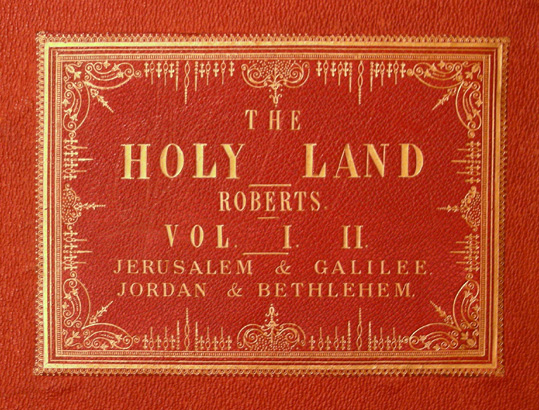 THE
HOLY LAND
ROBERTS.
VOL. I. II.
JERUSALEM & GALILEE.
JORDAN & BETHLEHEM.